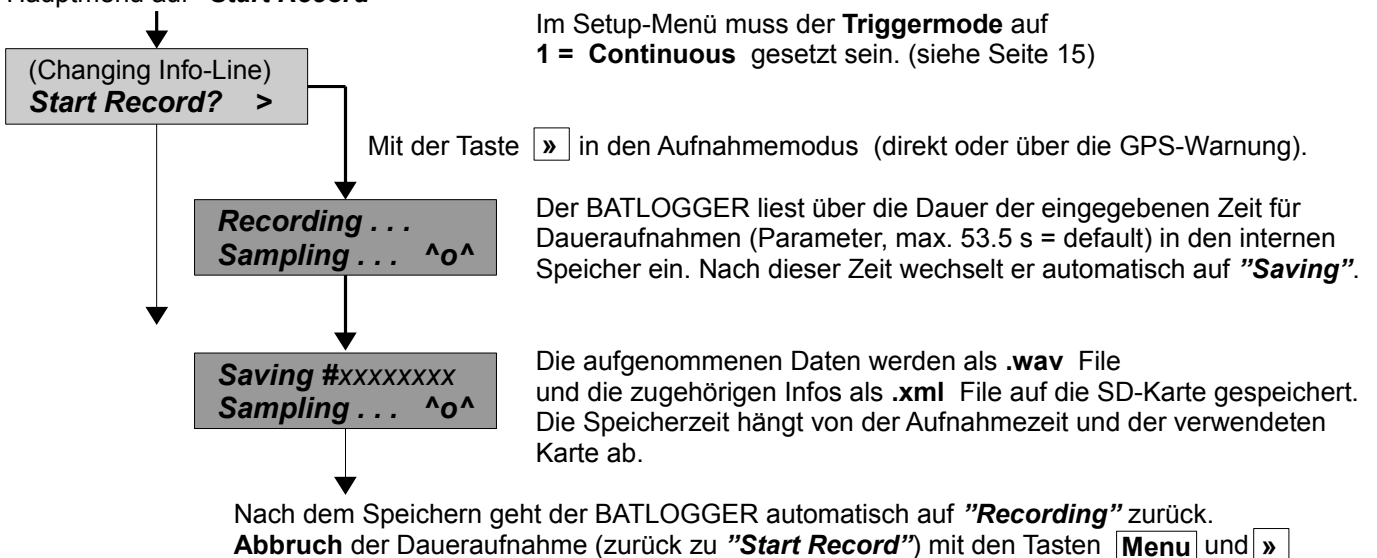 Hauptmenü auf "Start Record"
Im Setup-Menü muss der Triggermode auf
1 = Continuous gesetzt sein. (siehe Seite 15)
(Changing Info-Line)
Start Record? >
Mit der Taste » in den Aufnahmemodus (direkt oder über die GPS-Warnung).
Recording . . .
Sampling . . . ^o^
Der BATLOGGER liest über die Dauer der eingegebenen Zeit für
Daueraufnahmen (Parameter, max. 53.5 s = default) in den internen
Speicher ein. Nach dieser Zeit wechselt er automatisch auf ”Saving”.
Saving #xxxxxxxx
Sampling . . . ^o^
Die aufgenommenen Daten werden als .wav File
und die zugehörigen Infos als .xml File auf die SD-Karte gespeichert.
Die Speicherzeit hängt von der Aufnahmezeit und der verwendeten
Karte ab.
Nach dem Speichern geht der BATLOGGER automatisch auf ”Recording” zurück.
Abbruch der Daueraufnahme (zurück zu ”Start Record”) mit den Tasten Menu und »